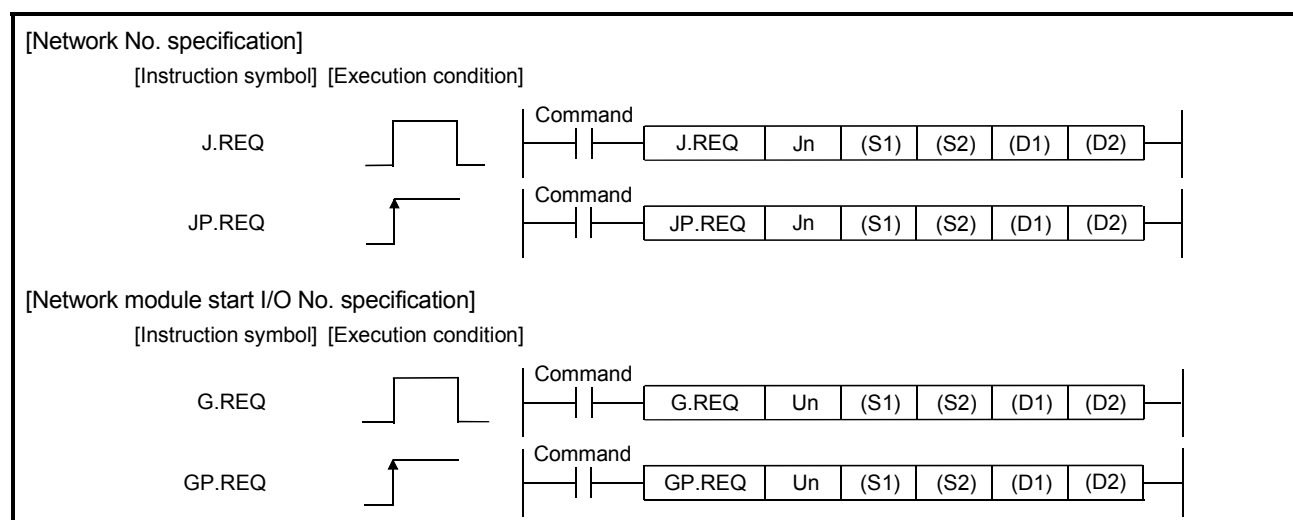 [Network No. specification]
[Instruction symbol] [Execution condition]
Command
J.REQ J.REQ Jn (S1) (S2) (D1) (D2)
Command
JP.REQ JP.REQ Jn (S1) (S2) (D1) (D2)
[Network module start I/O No. specification]
[Instruction symbol] [Execution condition]
Command
G.REQ G.REQ Un (S1) (S2) (D1) (D2)
Command
GP.REQ GP.REQ Un (S1) (S2) (D1) (D2)